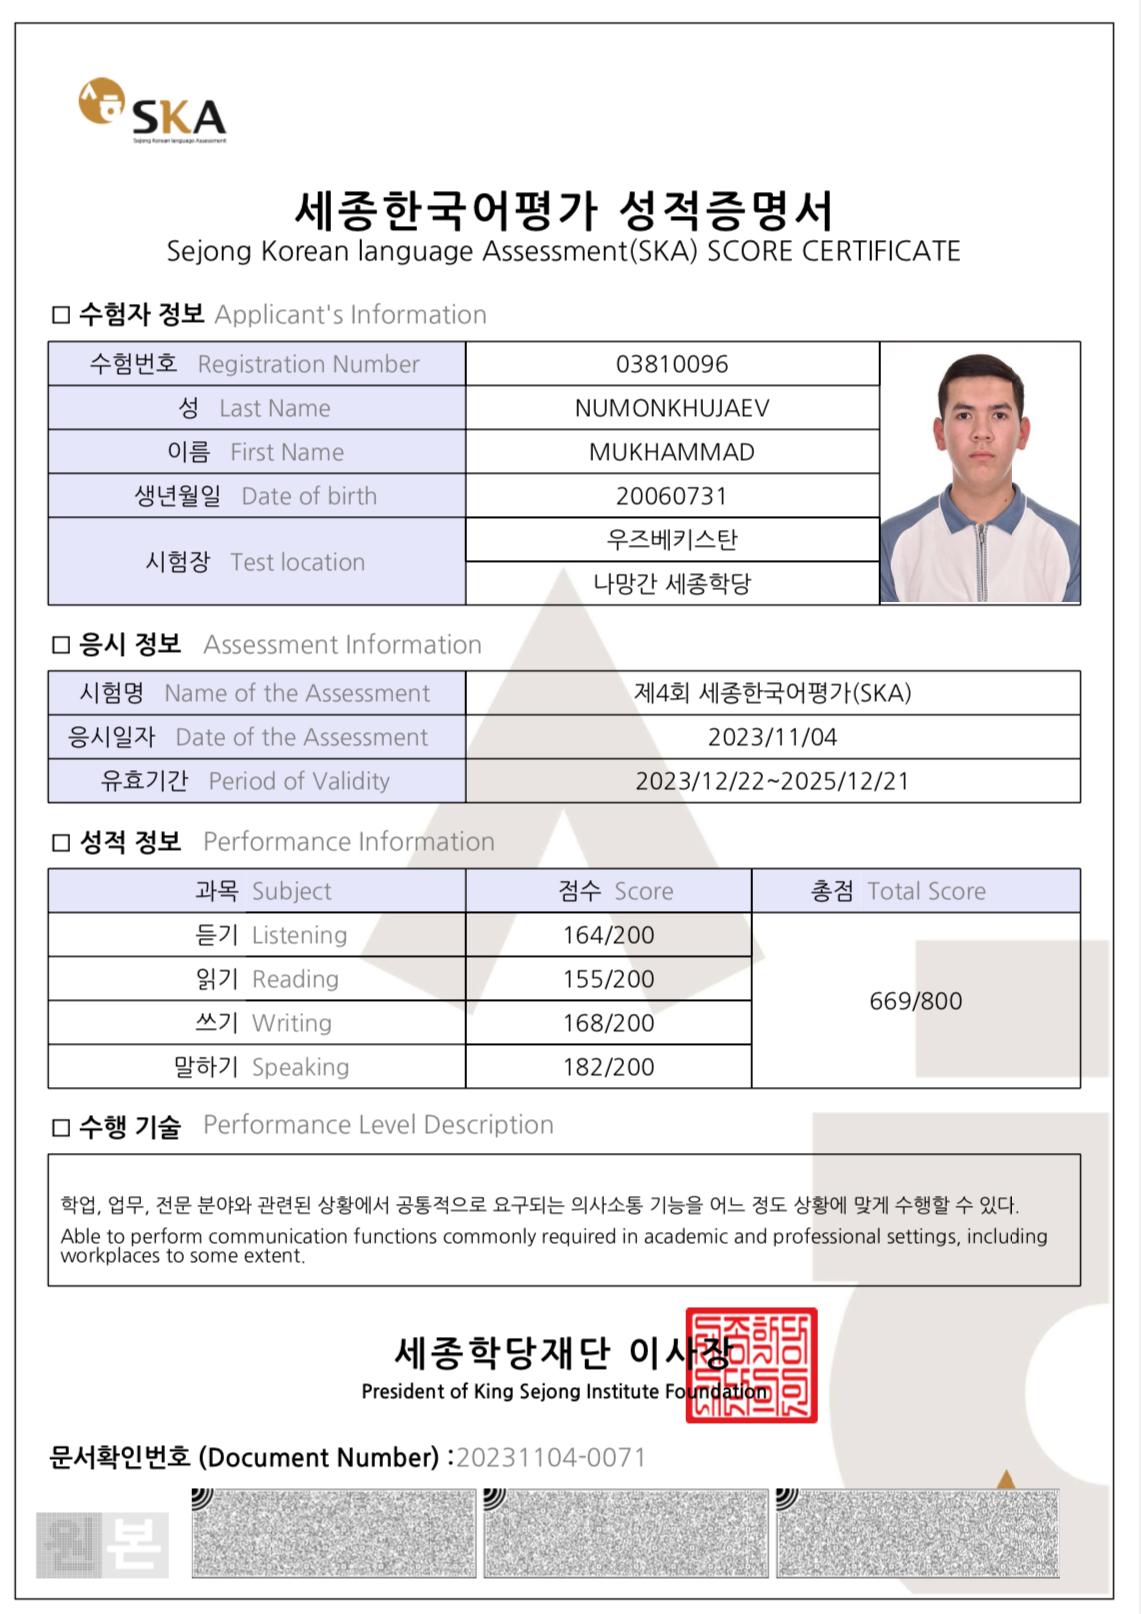 SKA
Sejong Korean language Assessment
세종한국어평가 성적증명서
Sejong Korean language Assessment(SKA) SCORE CERTIFICATE
□ 수험자 정보 Applicant's Information
수험번호 Registration Number 03810096
성 Last Name NUMONKHUJAEV
이름 First Name MUKHAMMAD
생년월일 Date of birth 20060731
시험장 Test location 우즈베키스탄
나망간 세종학당
□ 응시 정보 Assessment Information
시험명 Name of the Assessment 제4회 세종한국어평가(SKA)
응시일자 Date of the Assessment 2023/11/04
유효기간 Period of Validity 2023/12/22~2025/12/21
□ 성적 정보 Performance Information
과목 Subject 점수 Score 총점 Total Score
듣기 Listening 164/200
읽기 Reading 155/200
669/800
쓰기 Writing 168/200
말하기 Speaking 182/200
□ 수행 기술 Performance Level Description
학업, 업무, 전문 분야와 관련된 상황에서 공통적으로 요구되는 의사소통 기능을 어느 정도 상황에 맞게 수행할 수 있다.
Able to perform communication functions commonly required in academic and professional settings, including
workplaces to some extent.
세종학당재단 이사장
President of King Sejong Institute Foundation
문서확인번호 (Document Number) :20231104-0071
원본